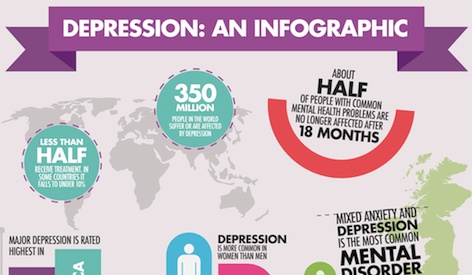 DEPRESSION: AN INFOGRAPHIC
350
MILLION
PEOPLE IN THE WORLD
SUFFER OR ARE AFFECTED
BY DEPRESSION
ABOUT
HALF
OF PEOPLE WITH COMMON
MENTAL HEALTH PROBLEMS ARE
NO LONGER AFFECTED AFTER
18 MONTHS
LESS THAN
HALF
RECEIVE TREATMENT. IN
SOME COUNTRIES IT
FALLS TO UNDER 10%
MAJOR DEPRESSION IS RATED
HIGHEST IN
DEPRESSION
IS MORE COMMON IN
WOMEN THAN MEN
MIXED ANXIETY AND
DEPRESSION
IS THE MOST COMMON
MENTAL
DISORDER